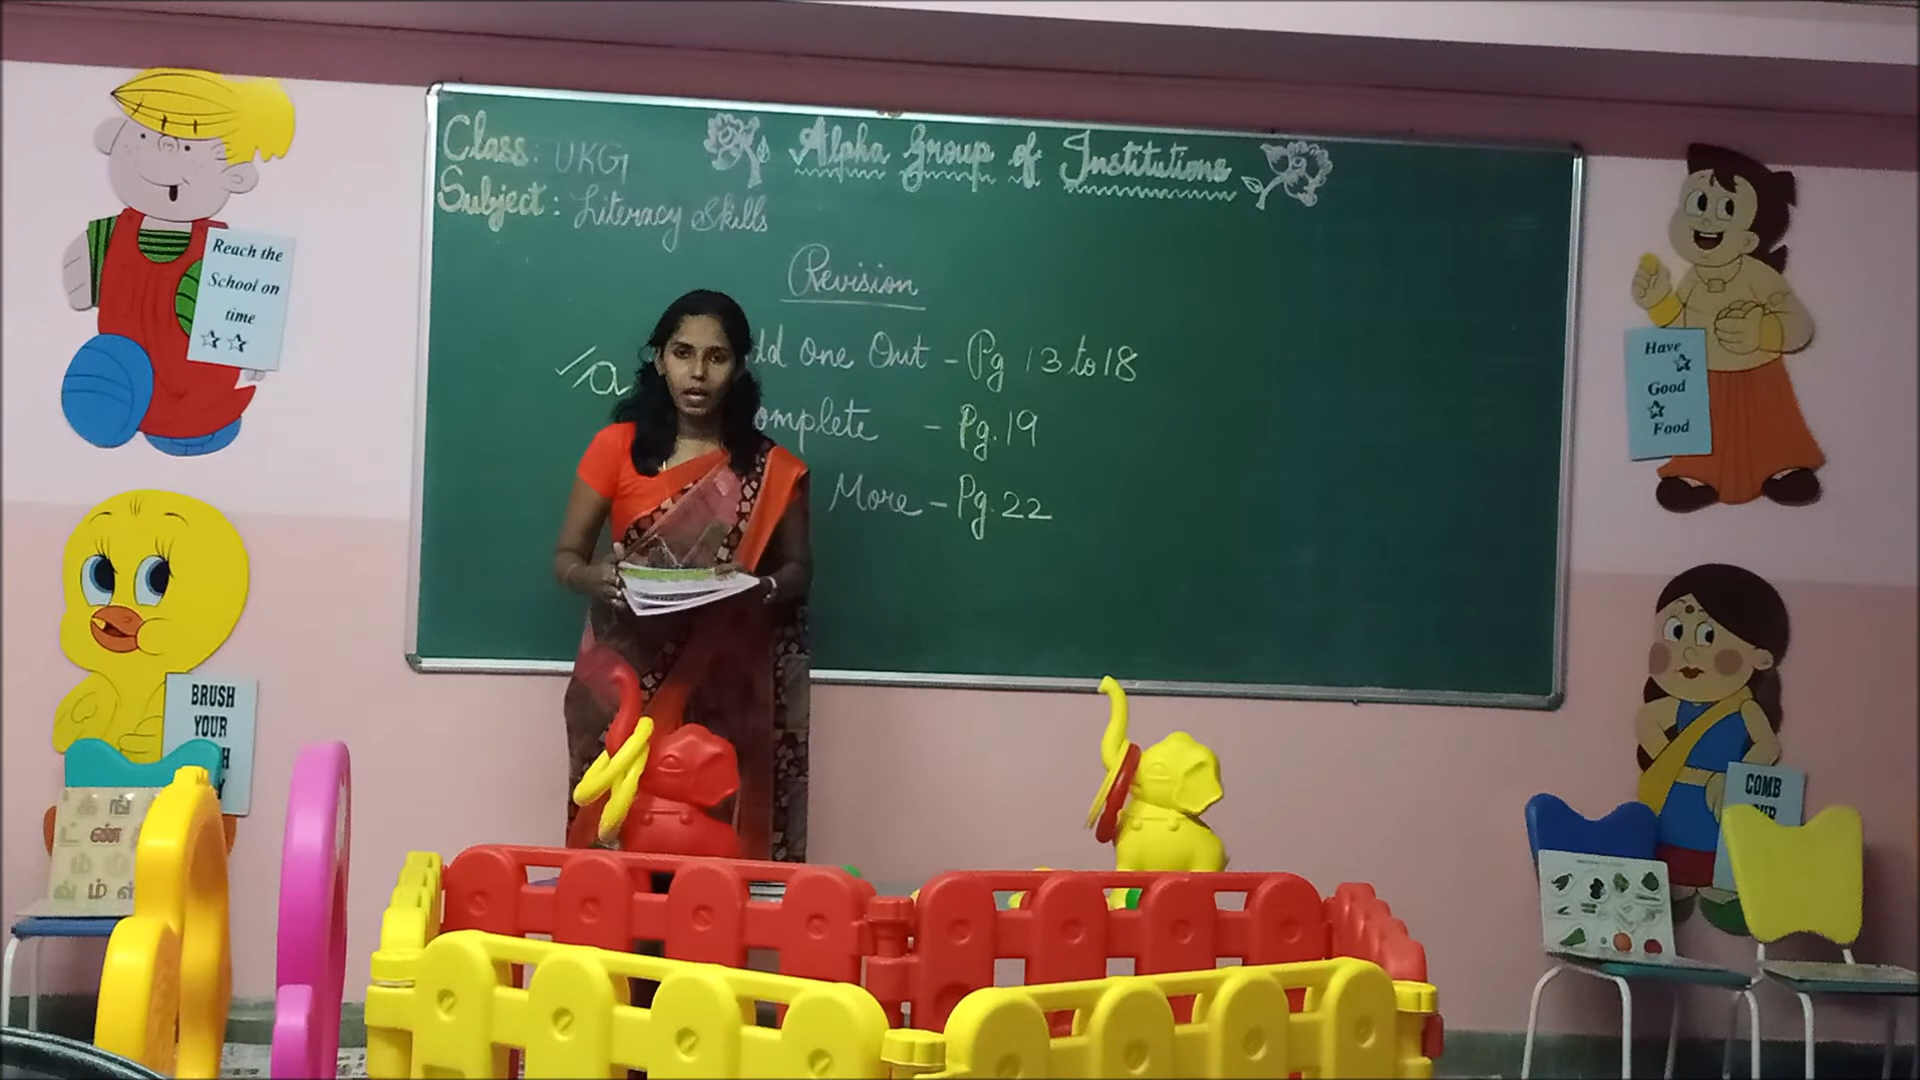 Class: UKG
Alpha Group of Institutions
Subject: Literacy Skills
Revision
dd one Out - Pg 13 to 18
omplete - Pg. 19
More - Pg. 22
Reach the
School on
time
Have
Good
Food
BRUSH
YOUR
COMB
ங்
ண்
ம்